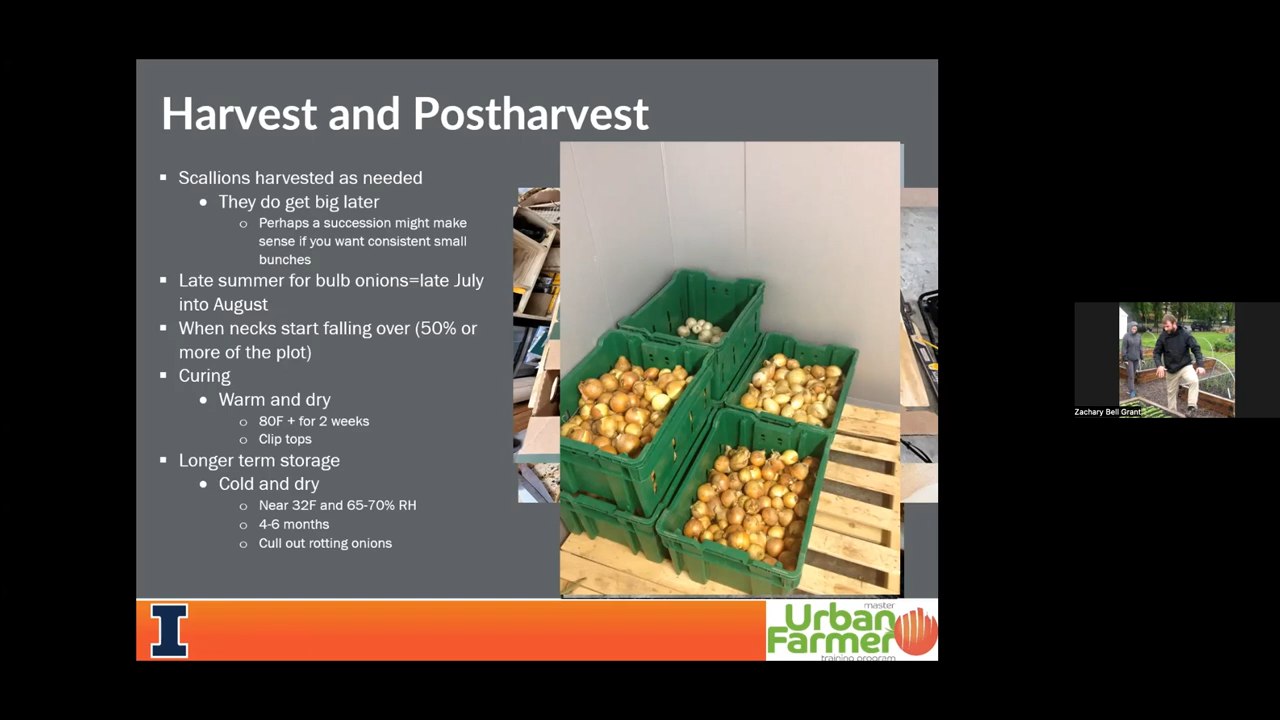 Harvest and Postharvest
▪ Scallions harvested as needed
• They do get big later
o Perhaps a succession might make
sense if you want consistent small
bunches
▪ Late summer for bulb onions=late July
into August
▪ When necks start falling over (50% or
more of the plot)
▪ Curing
• Warm and dry
o 80F + for 2 weeks
o Clip tops
▪ Longer term storage
• Cold and dry
o Near 32F and 65-70% RH
o 4-6 months
o Cull out rotting onions
I
master
Urban
Farmer
training program
Zachary Bell Grant